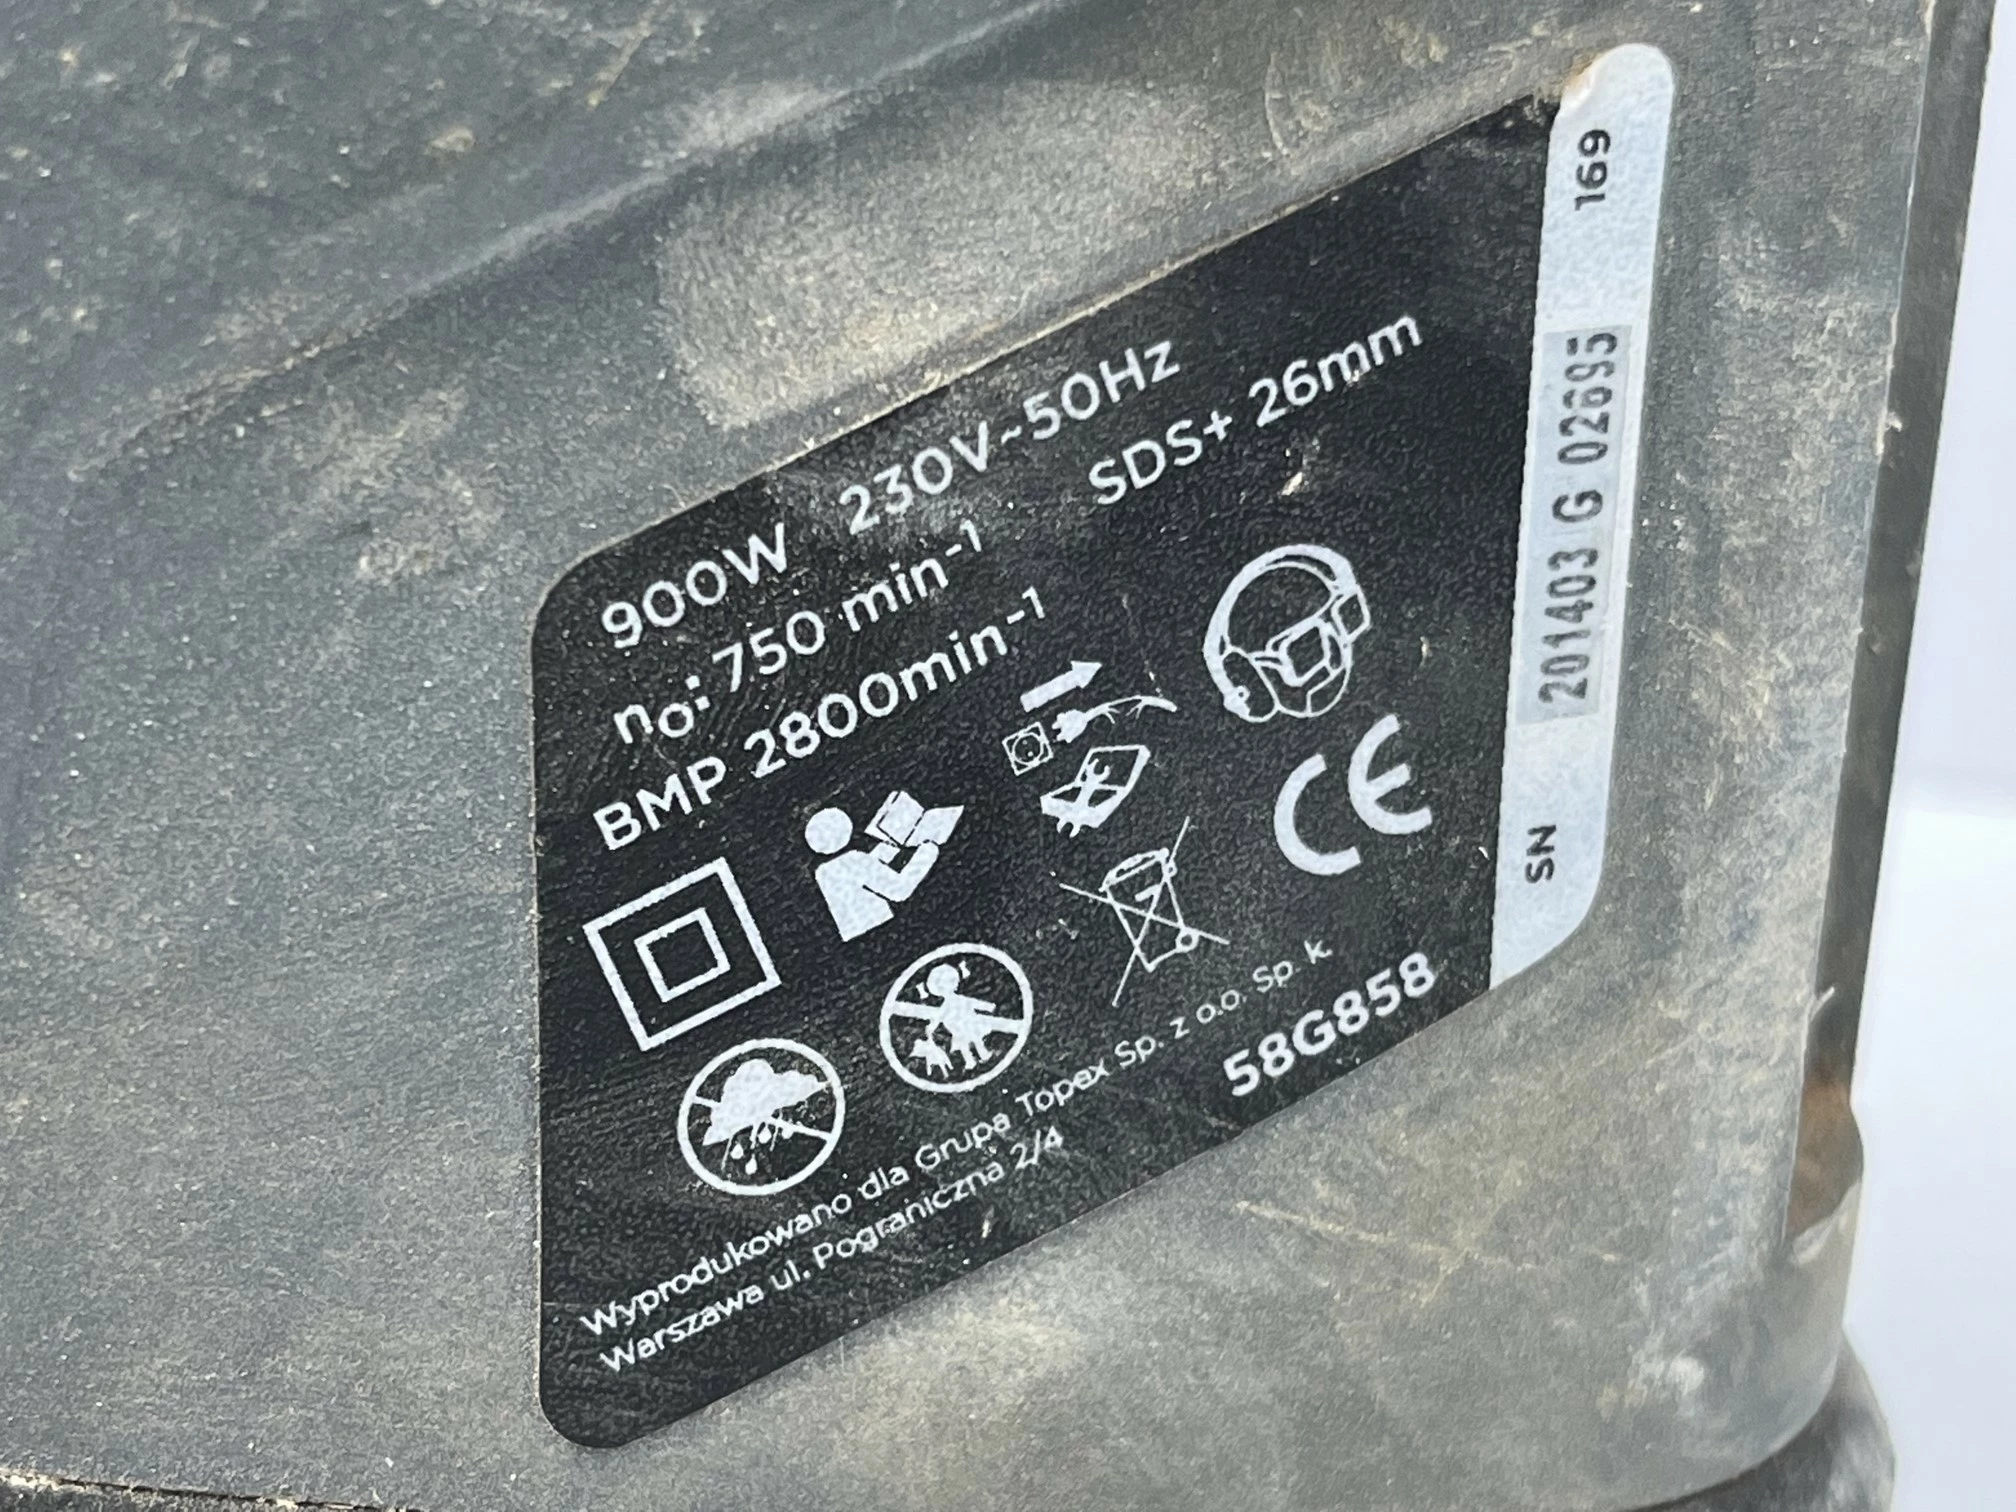 900W 230V~50Hz
n₀: 750 min⁻¹ SDS+ 26mm
BMP 2800min⁻¹
CE
Wyprodukowano dla Grupa Topex Sp. z o.o. Sp. k.
Warszawa ul. Pograniczna 2/4
58G858
SN 201403 G 02695 169